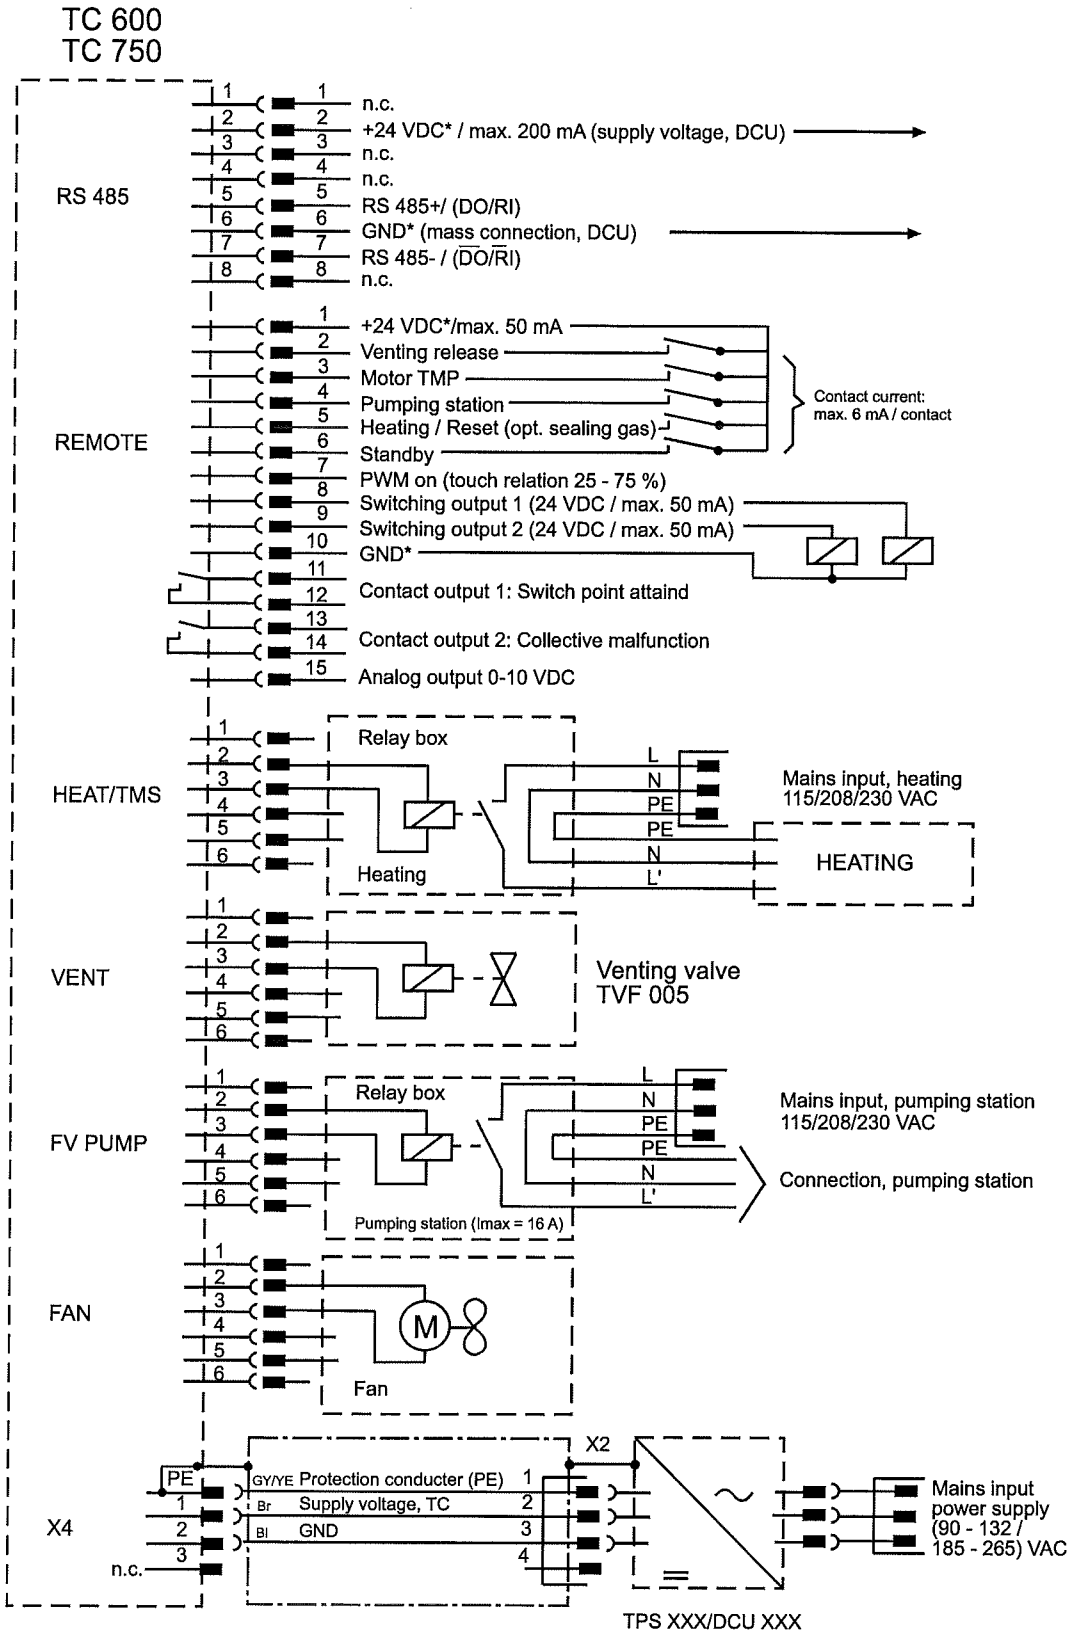 TC 600
TC 750
RS 485
1 1 n.c.
2 2 +24 VDC* / max. 200 mA (supply voltage, DCU)
3 3 n.c.
4 4 n.c.
5 5 RS 485+/ (DO/RI)
6 6 GND* (mass connection, DCU)
7 7 RS 485- / (D̅O̅/R̅I)
8 8 n.c.
REMOTE
1 +24 VDC*/max. 50 mA
2 Venting release
3 Motor TMP
4 Pumping station
5 Heating / Reset (opt. sealing gas)
6 Standby
7 PWM on (touch relation 25 - 75 %)
8 Switching output 1 (24 VDC / max. 50 mA)
9 Switching output 2 (24 VDC / max. 50 mA)
10 GND*
11
12
Contact output 1: Switch point attaind
13
14
Contact output 2: Collective malfunction
15 Analog output 0-10 VDC
Contact current:
max. 6 mA / contact
HEAT/TMS
1
2
3
4
5
6
Relay box
Heating
L
N
PE
PE
N
L'
Mains input, heating
115/208/230 VAC
HEATING
VENT
1
2
3
4
5
6
Venting valve
TVF 005
FV PUMP
1
2
3
4
5
6
Relay box
Pumping station (Imax = 16 A)
L
N
PE
PE
N
L'
Mains input, pumping station
115/208/230 VAC
Connection, pumping station
FAN
1
2
3
4
5
6
M
Fan
X4
PE
1
2
3
n.c.
GY/YE Protection conducter (PE) 1
Br Supply voltage, TC 2
Bl GND 3
4
X2
Mains input
power supply
(90 - 132 /
185 - 265) VAC
TPS XXX/DCU XXX